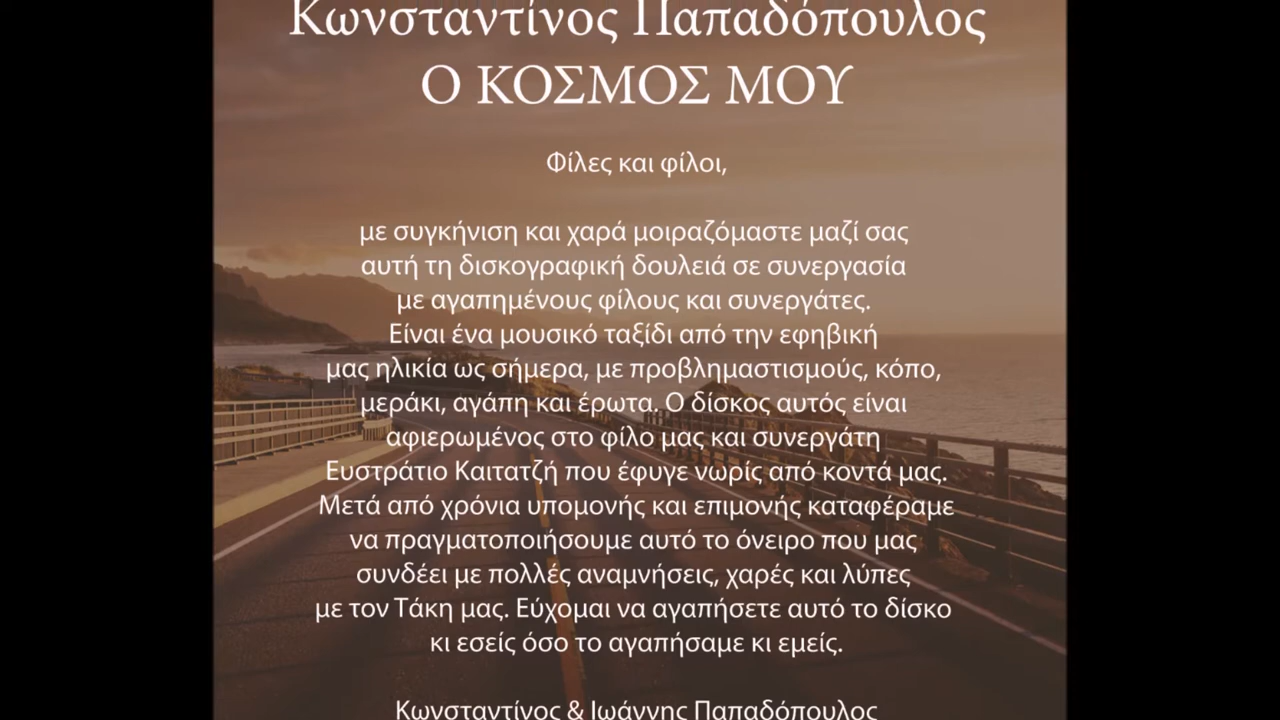 Κωνσταντίνος Παπαδόπουλος
Ο ΚΟΣΜΟΣ ΜΟΥ
Φίλες και φίλοι,
με συγκήνιση και χαρά μοιραζόμαστε μαζί σας
αυτή τη δισκογραφική δουλειά σε συνεργασία
με αγαπημένους φίλους και συνεργάτες.
Είναι ένα μουσικό ταξίδι από την εφηβική
μας ηλικία ως σήμερα, με προβλημαστισμούς, κόπο,
μεράκι, αγάπη και έρωτα. Ο δίσκος αυτός είναι
αφιερωμένος στο φίλο μας και συνεργάτη
Ευστράτιο Καιτατζή που έφυγε νωρίς από κοντά μας.
Μετά από χρόνια υπομονής και επιμονής καταφέραμε
να πραγματοποιήσουμε αυτό το όνειρο που μας
συνδέει με πολλές αναμνήσεις, χαρές και λύπες
με τον Τάκη μας. Εύχομαι να αγαπήσετε αυτό το δίσκο
κι εσείς όσο το αγαπήσαμε κι εμείς.
Κωνσταντίνος & Ιωάννης Παπαδόπουλος